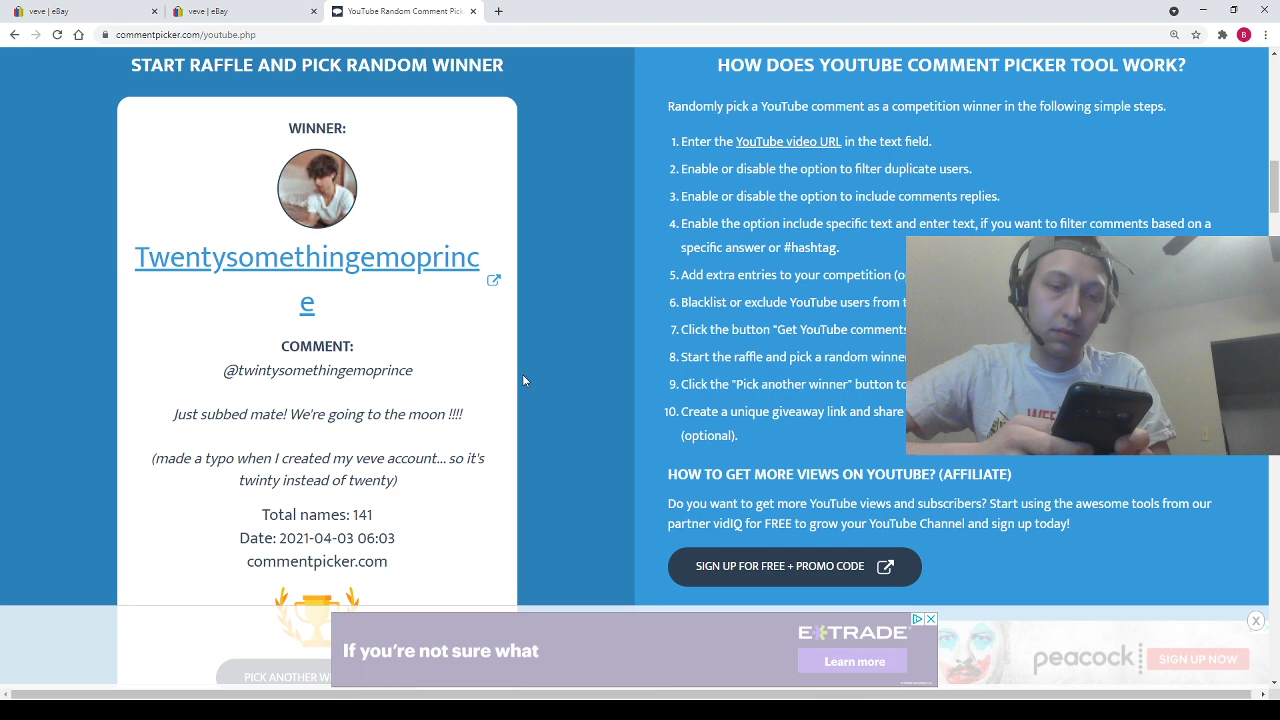 veve | eBay
veve | eBay
YouTube Random Comment Pick
commentpicker.com/youtube.php
B
START RAFFLE AND PICK RANDOM WINNER
WINNER:
Twentysomethingemoprinc
e
COMMENT:
@twintysomethingemoprince
Just subbed mate! We're going to the moon !!!!
(made a typo when I created my veve account... so it's
twinty instead of twenty)
Total names: 141
Date: 2021-04-03 06:03
commentpicker.com
PICK ANOTHER
HOW DOES YOUTUBE COMMENT PICKER TOOL WORK?
Randomly pick a YouTube comment as a competition winner in the following simple steps.
1. Enter the YouTube video URL in the text field.
2. Enable or disable the option to filter duplicate users.
3. Enable or disable the option to include comments replies.
4. Enable the option include specific text and enter text, if you want to filter comments based on a
specific answer or #hashtag.
5. Add extra entries to your competition (o
6. Blacklist or exclude YouTube users from
7. Click the button "Get YouTube comments
8. Start the raffle and pick a random winne
9. Click the "Pick another winner" button to
10. Create a unique giveaway link and share
(optional).
HOW TO GET MORE VIEWS ON YOUTUBE? (AFFILIATE)
Do you want to get more YouTube views and subscribers? Start using the awesome tools from our
partner vidIQ for FREE to grow your YouTube Channel and sign up today!
SIGN UP FOR FREE + PROMO CODE
If you're not sure what
E*TRADE
Learn more
peacock
SIGN UP NOW
X